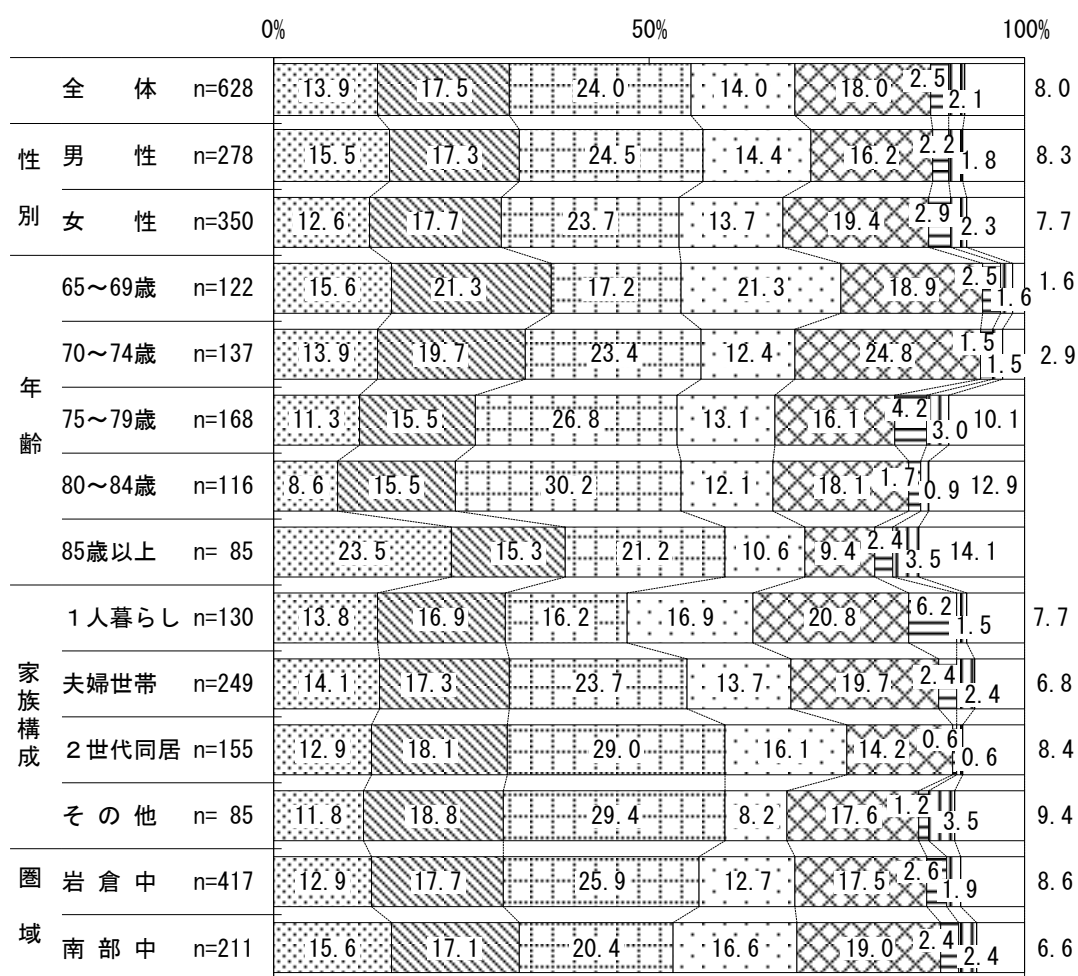 0% 50% 100%
全 体 n=628 13.9 17.5 24.0 14.0 18.0 2.5 2.1 8.0
性別
男 性 n=278 15.5 17.3 24.5 14.4 16.2 2.2 1.8 8.3
女 性 n=350 12.6 17.7 23.7 13.7 19.4 2.9 2.3 7.7
年齢
65～69歳 n=122 15.6 21.3 17.2 21.3 18.9 2.5 1.6 1.6
70～74歳 n=137 13.9 19.7 23.4 12.4 24.8 1.5 1.5 2.9
75～79歳 n=168 11.3 15.5 26.8 13.1 16.1 4.2 3.0 10.1
80～84歳 n=116 8.6 15.5 30.2 12.1 18.1 1.7 0.9 12.9
85歳以上 n= 85 23.5 15.3 21.2 10.6 9.4 2.4 3.5 14.1
家族構成
１人暮らし n=130 13.8 16.9 16.2 16.9 20.8 6.2 1.5 7.7
夫婦世帯 n=249 14.1 17.3 23.7 13.7 19.7 2.4 2.4 6.8
２世代同居 n=155 12.9 18.1 29.0 16.1 14.2 0.6 0.6 8.4
そ の 他 n= 85 11.8 18.8 29.4 8.2 17.6 1.2 3.5 9.4
圏域
岩 倉 中 n=417 12.9 17.7 25.9 12.7 17.5 2.6 1.9 8.6
南 部 中 n=211 15.6 17.1 20.4 16.6 19.0 2.4 2.4 6.6